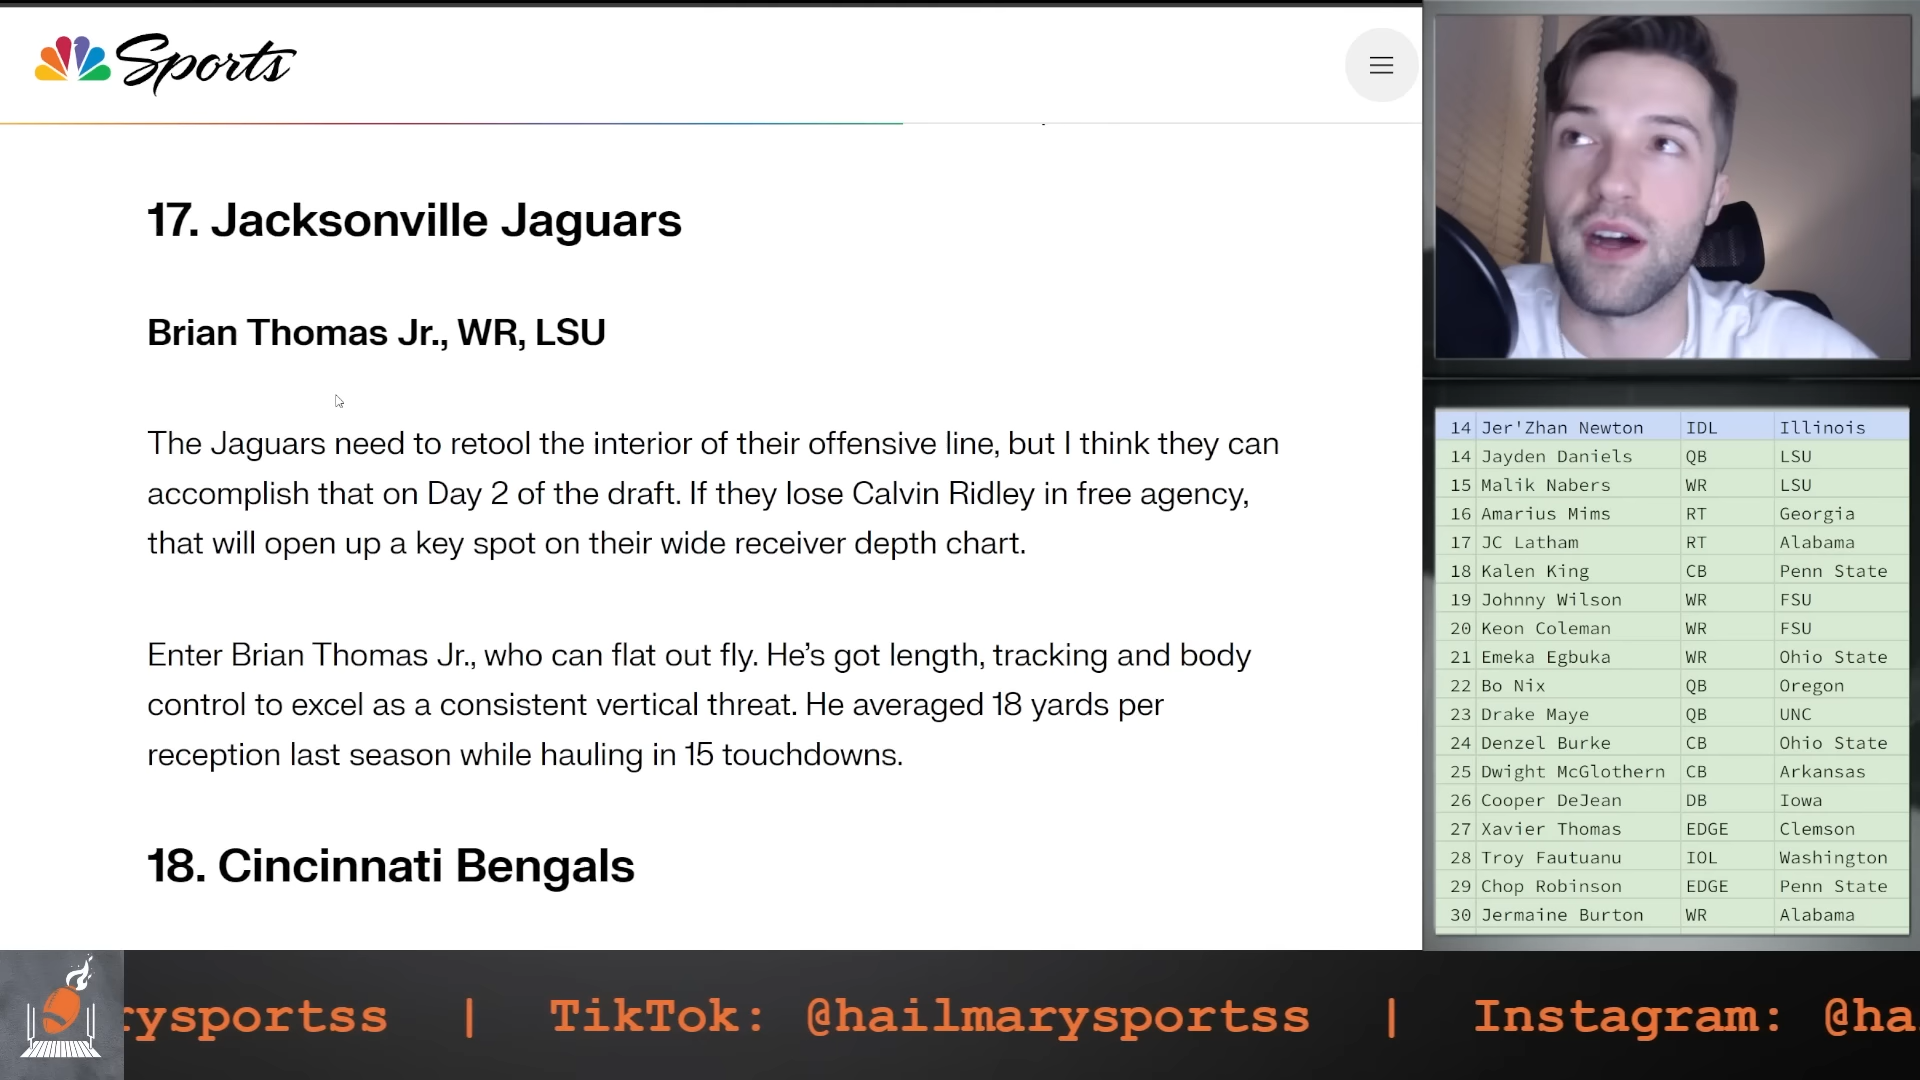 Sports
17. Jacksonville Jaguars
Brian Thomas Jr., WR, LSU
The Jaguars need to retool the interior of their offensive line, but I think they can
accomplish that on Day 2 of the draft. If they lose Calvin Ridley in free agency,
that will open up a key spot on their wide receiver depth chart.
Enter Brian Thomas Jr., who can flat out fly. He’s got length, tracking and body
control to excel as a consistent vertical threat. He averaged 18 yards per
reception last season while hauling in 15 touchdowns.
18. Cincinnati Bengals
14 Jer'Zhan Newton IDL Illinois
14 Jayden Daniels QB LSU
15 Malik Nabers WR LSU
16 Amarius Mims RT Georgia
17 JC Latham RT Alabama
18 Kalen King CB Penn State
19 Johnny Wilson WR FSU
20 Keon Coleman WR FSU
21 Emeka Egbuka WR Ohio State
22 Bo Nix QB Oregon
23 Drake Maye QB UNC
24 Denzel Burke CB Ohio State
25 Dwight McGlothern CB Arkansas
26 Cooper DeJean DB Iowa
27 Xavier Thomas EDGE Clemson
28 Troy Fautuanu IOL Washington
29 Chop Robinson EDGE Penn State
30 Jermaine Burton WR Alabama
rysportss | TikTok: @hailmarysportss | Instagram: @ha